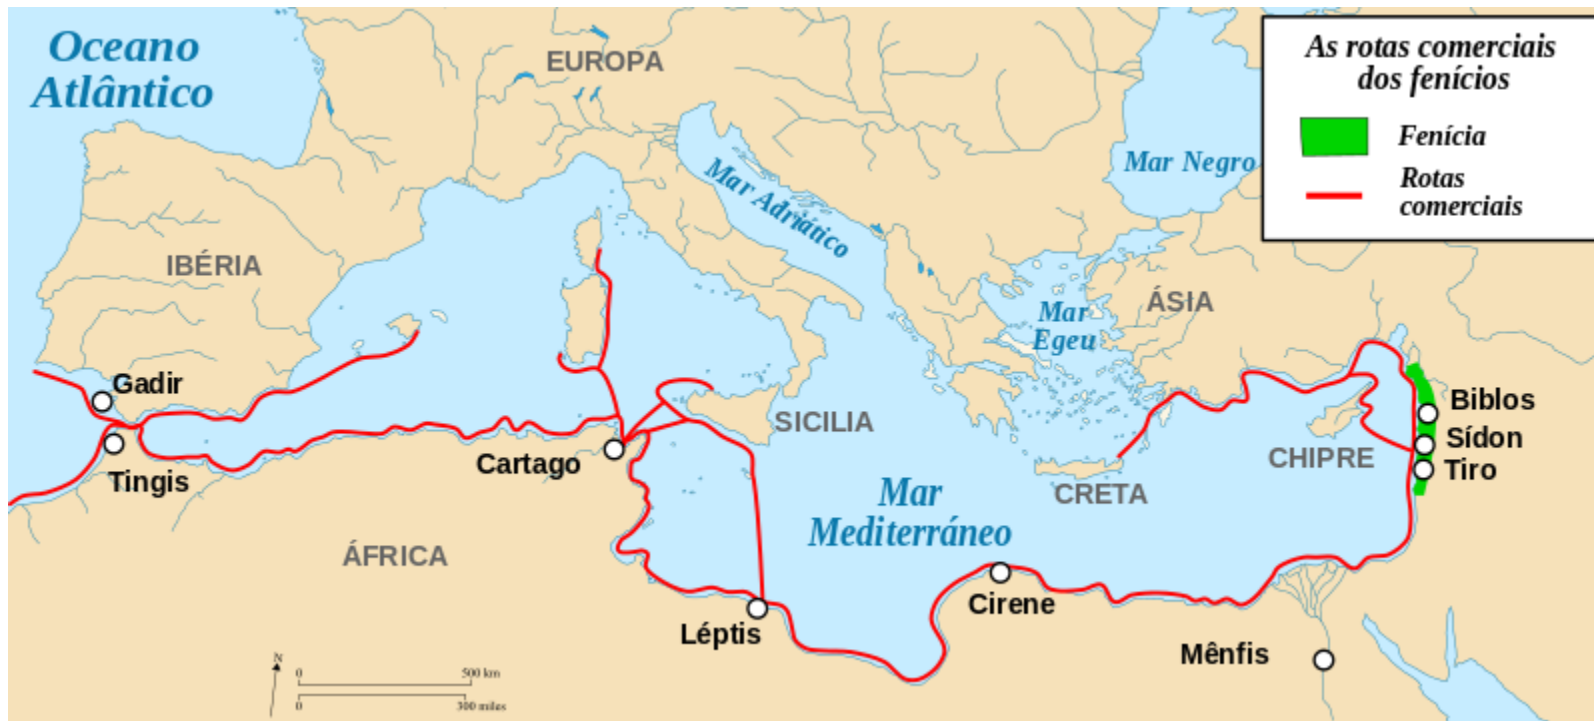 Oceano
Atlântico
EUROPA
As rotas comerciais
dos fenícios
Fenícia
Rotas
comerciais
Mar Negro
Mar Adriático
IBÉRIA
ÁSIA
Mar
Egeu
Gadir
Biblos
SICILIA
Sídon
CHIPRE
Cartago
Tiro
Tingis
CRETA
Mar
Mediterráneo
ÁFRICA
Cirene
Léptis
Mênfis
N
0
500 km
0
300 miles